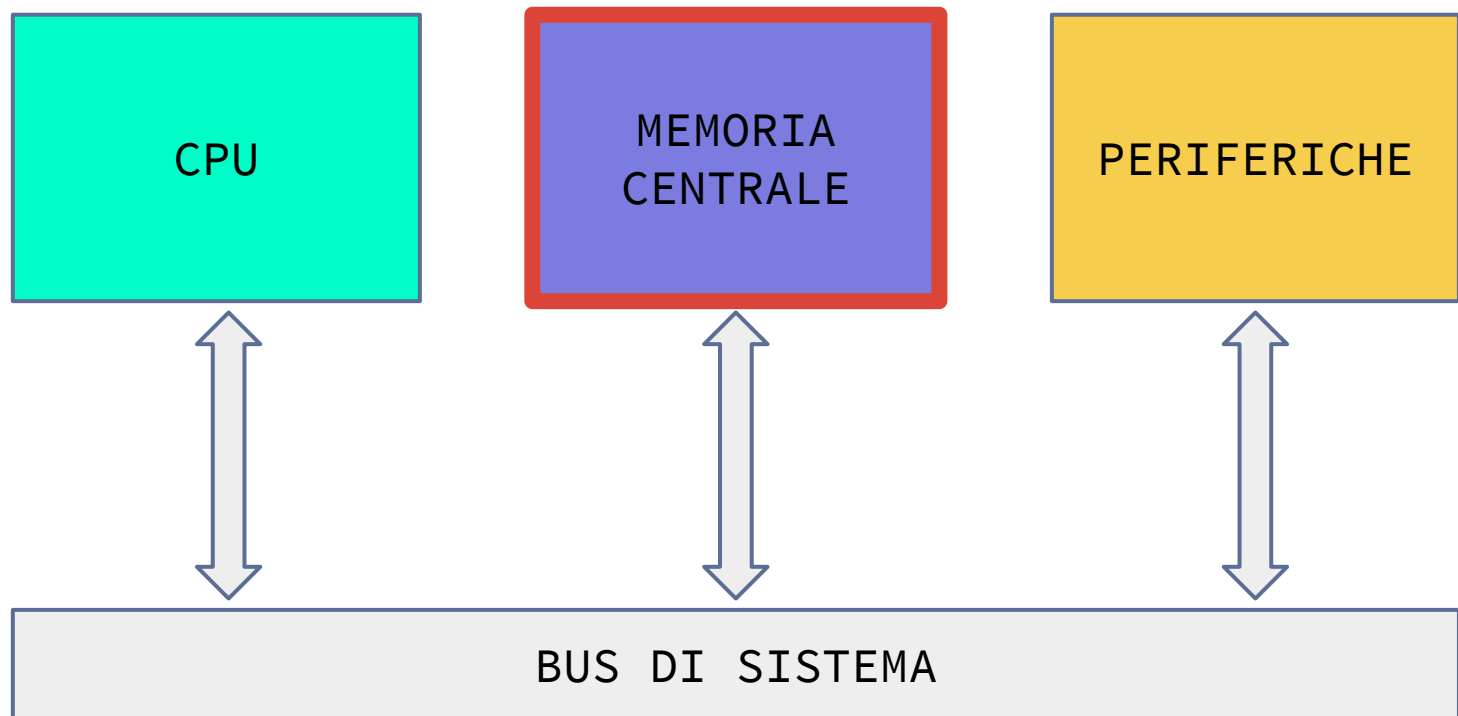 CPU
MEMORIA
CENTRALE
PERIFERICHE
BUS DI SISTEMA